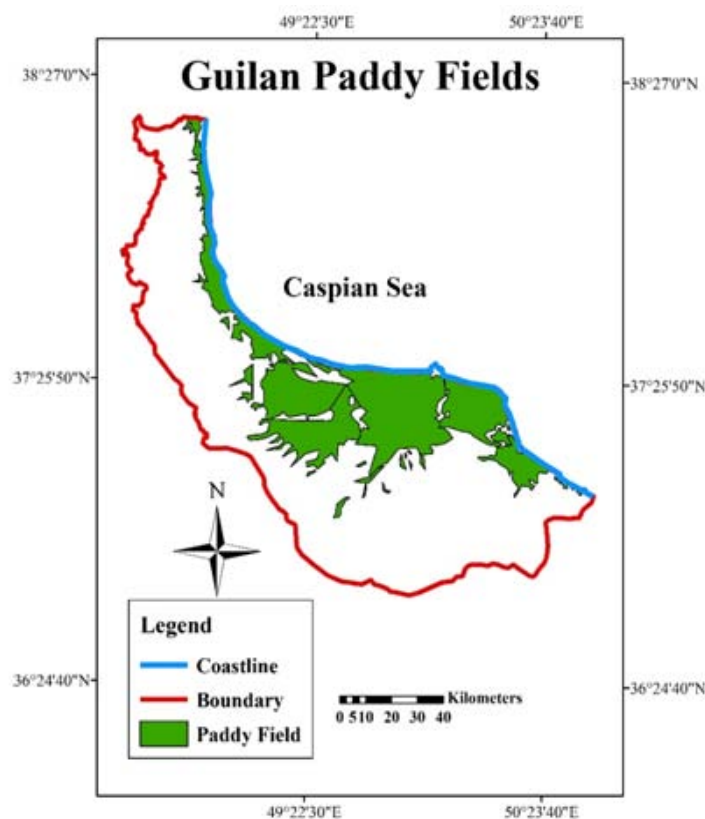 49°22'30"E 50°23'40"E
38°27'0"N
Guilan Paddy Fields
38°27'0"N
Caspian Sea
37°25'50"N
37°25'50"N
N
Legend
Coastline
Boundary
Paddy Field
Kilometers
0 5 10 20 30 40
36°24'40"N
36°24'40"N
49°22'30"E 50°23'40"E